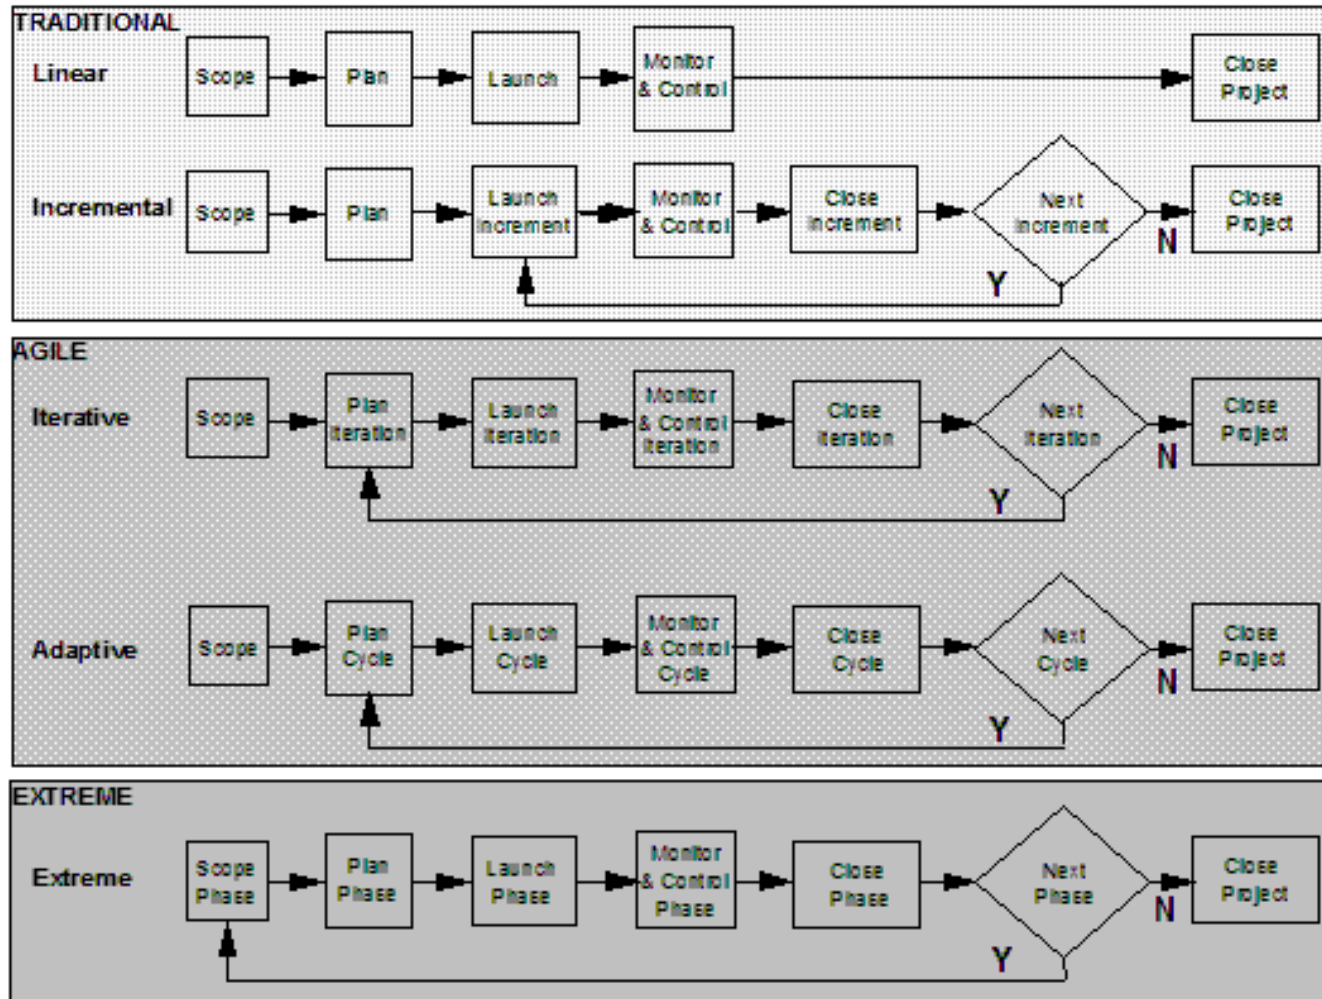 TRADITIONAL
Linear
Scope
Plan
Launch
Monitor
& Control
Close
Project
Incremental
Scope
Plan
Launch
Increment
Monitor
& Control
Close
Increment
Next
Increment
Y
N
Close
Project
AGILE
Iterative
Scope
Plan
Iteration
Launch
Iteration
Monitor
& Control
Iteration
Close
Iteration
Next
Iteration
Y
N
Close
Project
Adaptive
Scope
Plan
Cycle
Launch
Cycle
Monitor
& Control
Cycle
Close
Cycle
Next
Cycle
Y
N
Close
Project
EXTREME
Extreme
Scope
Phase
Plan
Phase
Launch
Phase
Monitor
& Control
Phase
Close
Phase
Next
Phase
Y
N
Close
Project